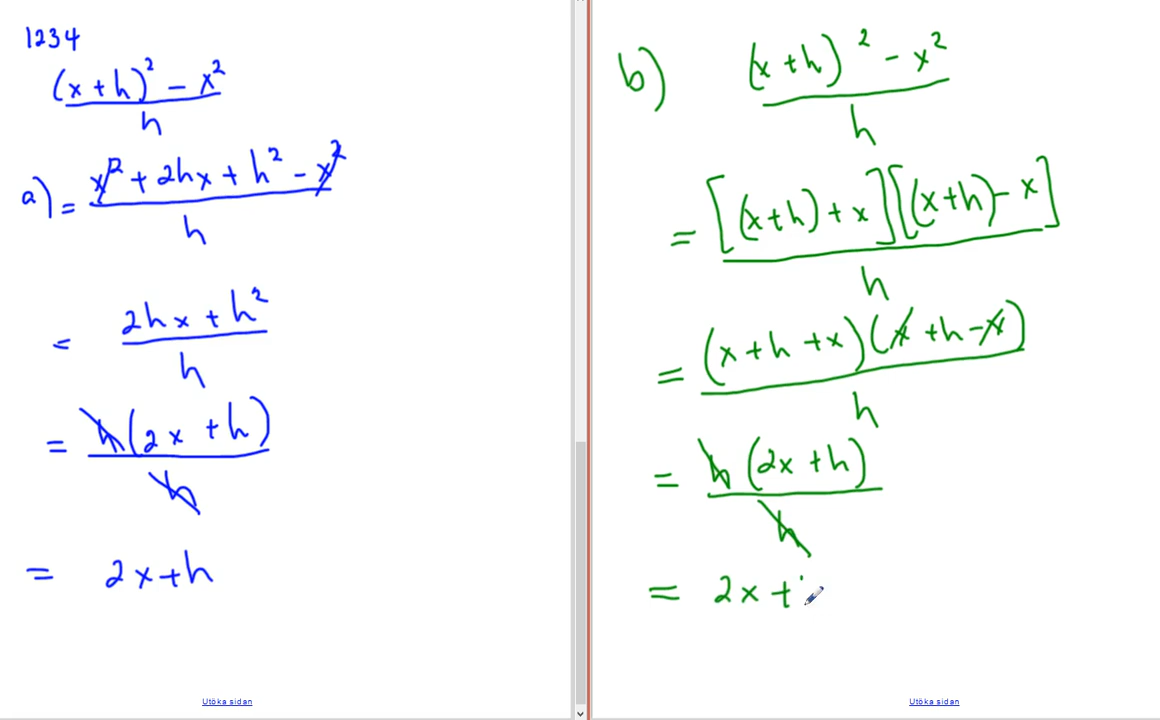 1234
(x+h)² − x²
h
a) = x² + 2hx + h² − x²
h
= 2hx + h²
h
= h(2x + h)
h
= 2x+h
Utöka sidan
b) (x+h)² − x²
h
= [(x+h)+x][(x+h)−x]
h
= (x+h+x)(x+h−x)
h
= h(2x+h)
h
= 2x+
Utöka sidan